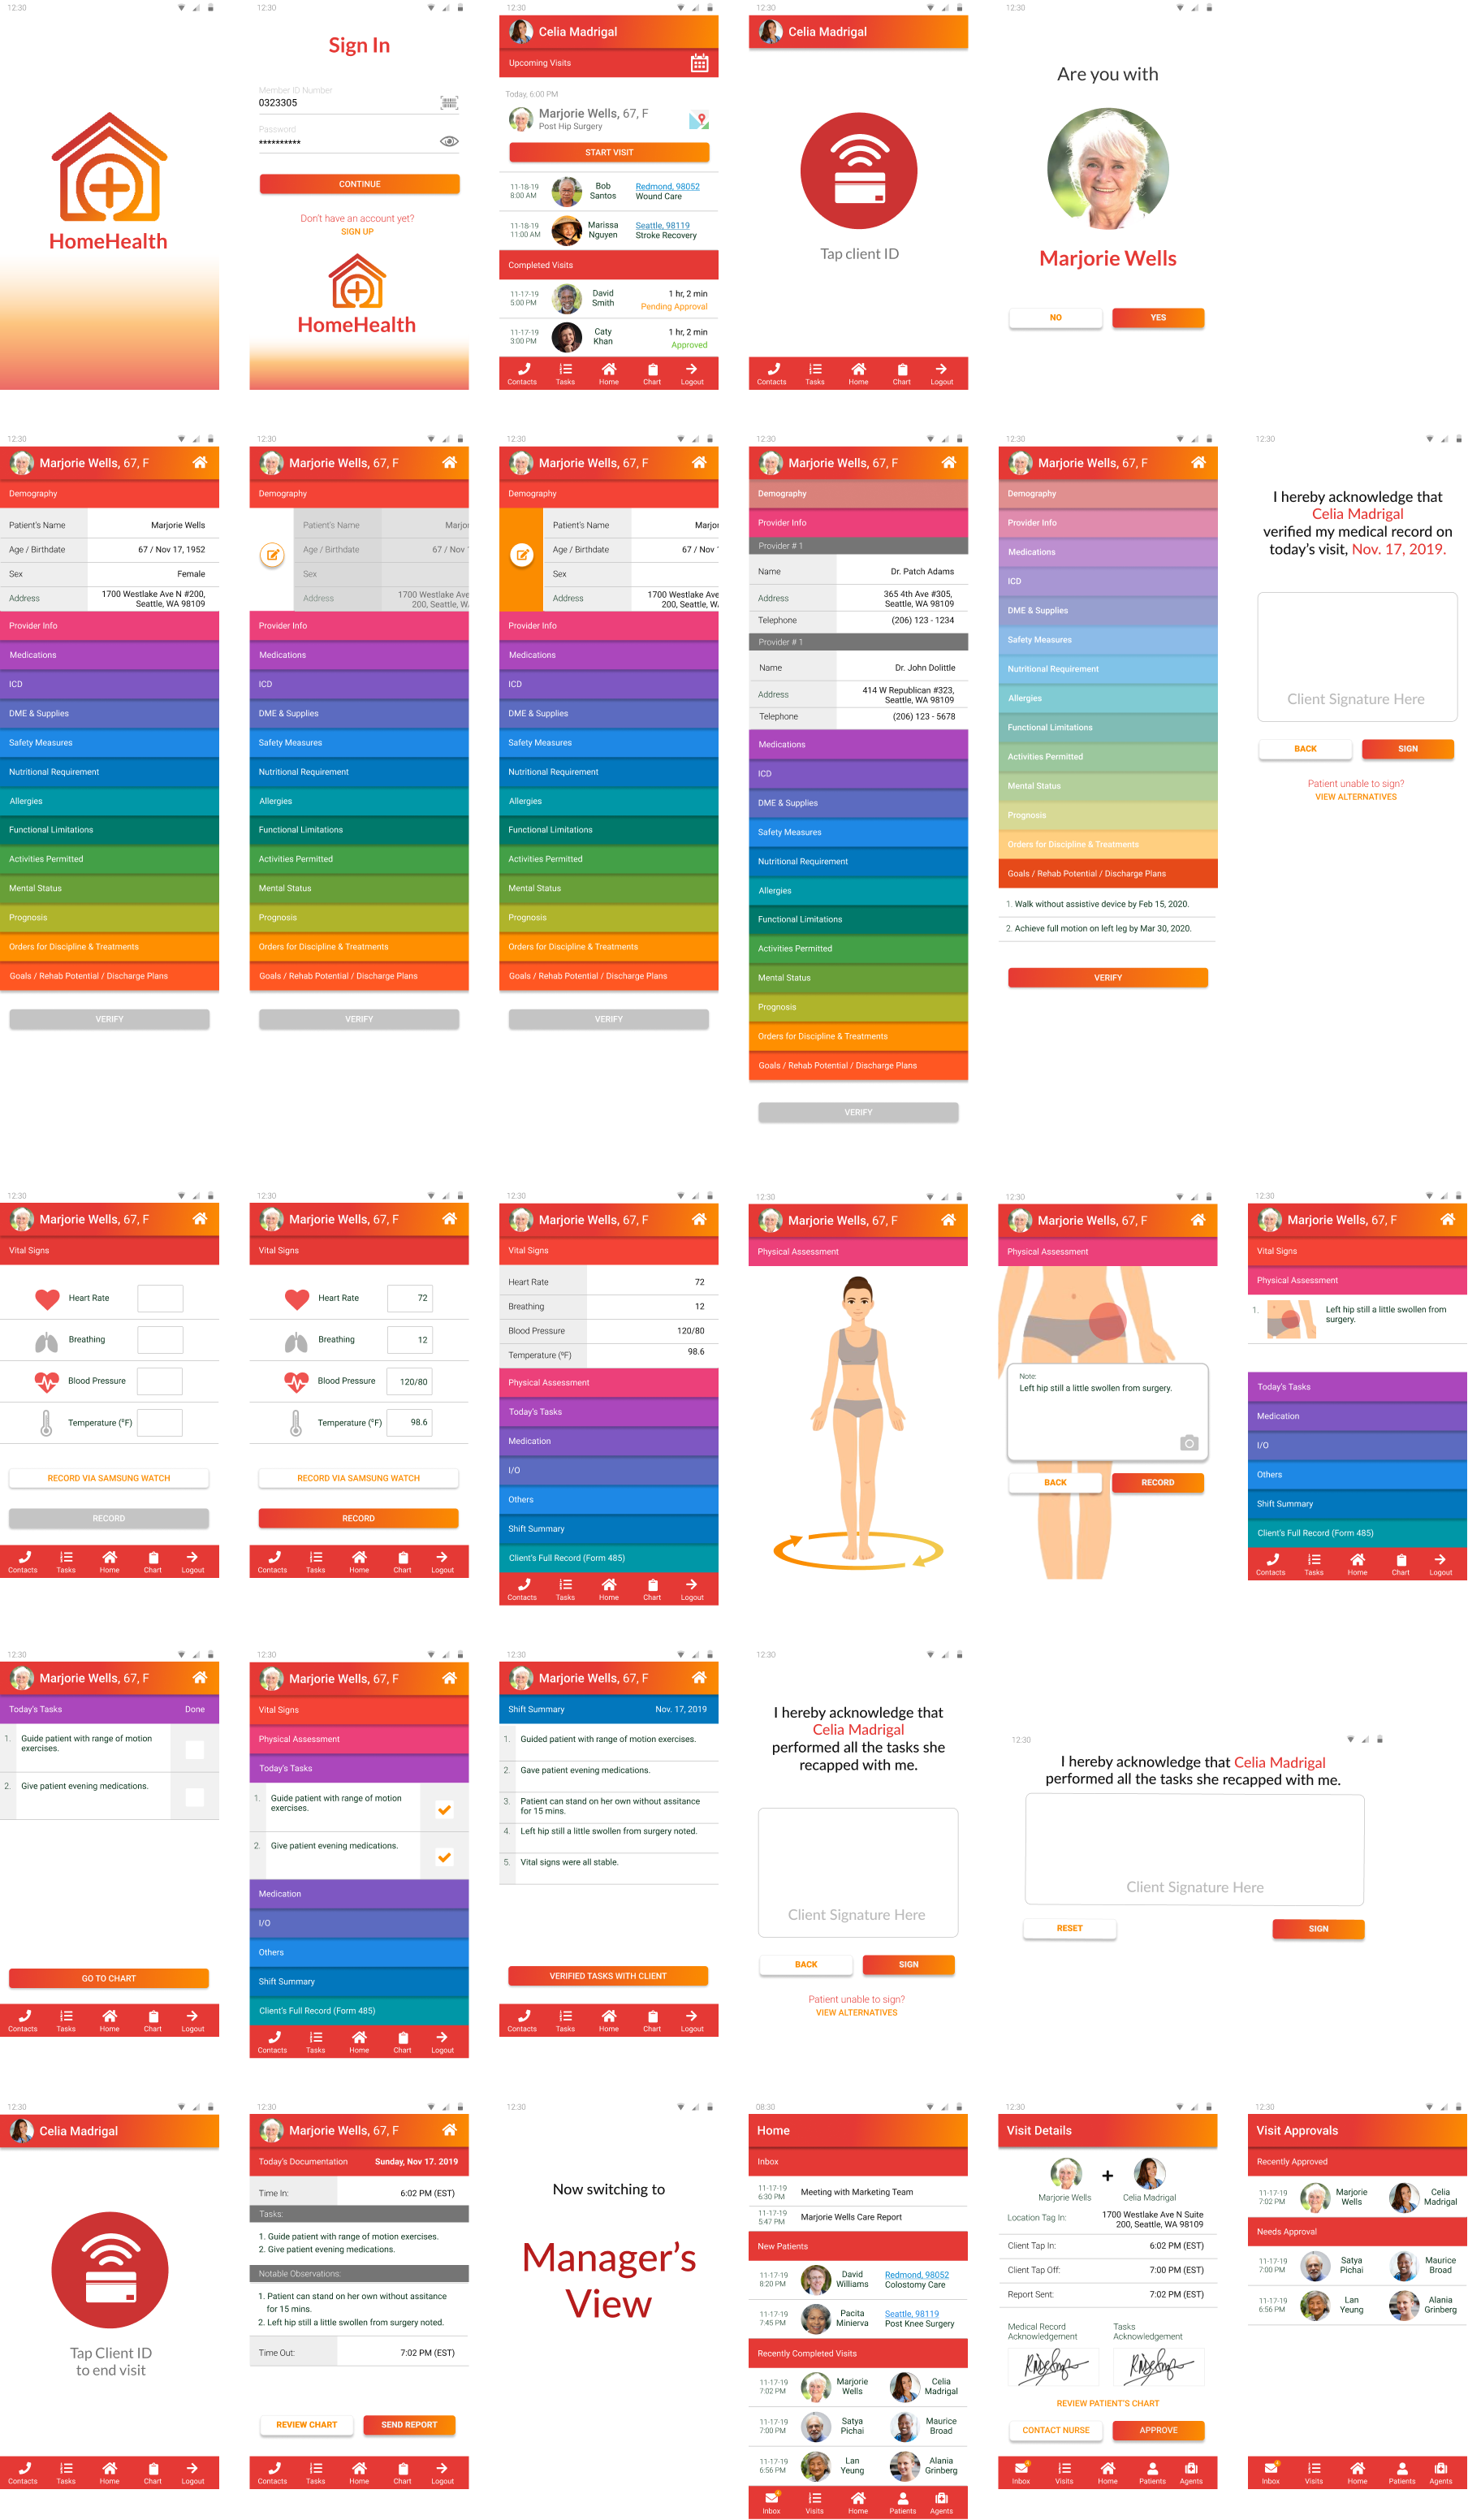 12:30
HomeHealth
12:30
Sign In
Member ID Number
0323305
Password
**********
CONTINUE
Don't have an account yet?
SIGN UP
HomeHealth
12:30
Celia Madrigal
Upcoming Visits
Today, 6:00 PM
Marjorie Wells, 67, F
Post Hip Surgery
START VISIT
11-18-19 Bob Redmond, 98052
8:00 AM Santos Wound Care
11-18-19 Marissa Seattle, 98119
11:00 AM Nguyen Stroke Recovery
Completed Visits
11-17-19 David 1 hr, 2 min
5:00 PM Smith Pending Approval
11-17-19 Caty 1 hr, 2 min
3:00 PM Khan Approved
Contacts Tasks Home Chart Logout
12:30
Celia Madrigal
Tap client ID
Contacts Tasks Home Chart Logout
12:30
Are you with
Marjorie Wells
NO YES
12:30
Marjorie Wells, 67, F
Demography
Patient's Name Marjorie Wells
Age / Birthdate 67 / Nov 17, 1952
Sex Female
Address 1700 Westlake Ave N #200,
Seattle, WA 98109
Provider Info
Medications
ICD
DME & Supplies
Safety Measures
Nutritional Requirement
Allergies
Functional Limitations
Activities Permitted
Mental Status
Prognosis
Orders for Discipline & Treatments
Goals / Rehab Potential / Discharge Plans
VERIFY
12:30
Marjorie Wells, 67, F
Demography
Patient's Name Marjo
Age / Birthdate 67 / Nov
Sex
Address 1700 Westlake Ave
200, Seattle, W
Provider Info
Medications
ICD
DME & Supplies
Safety Measures
Nutritional Requirement
Allergies
Functional Limitations
Activities Permitted
Mental Status
Prognosis
Orders for Discipline & Treatments
Goals / Rehab Potential / Discharge Plans
VERIFY
12:30
Marjorie Wells, 67, F
Demography
Patient's Name Marjor
Age / Birthdate 67 / Nov
Sex
Address 1700 Westlake Ave
200, Seattle, W
Provider Info
Medications
ICD
DME & Supplies
Safety Measures
Nutritional Requirement
Allergies
Functional Limitations
Activities Permitted
Mental Status
Prognosis
Orders for Discipline & Treatments
Goals / Rehab Potential / Discharge Plans
VERIFY
12:30
Marjorie Wells, 67, F
Demography
Provider Info
Provider # 1
Name Dr. Patch Adams
Address 365 4th Ave #305,
Seattle, WA 98109
Telephone (206) 123 - 1234
Provider # 1
Name Dr. John Dolittle
Address 414 W Republican #323,
Seattle, WA 98109
Telephone (206) 123 - 5678
Medications
ICD
DME & Supplies
Safety Measures
Nutritional Requirement
Allergies
Functional Limitations
Activities Permitted
Mental Status
Prognosis
Orders for Discipline & Treatments
Goals / Rehab Potential / Discharge Plans
VERIFY
12:30
Marjorie Wells, 67, F
Demography
Provider Info
Medications
ICD
DME & Supplies
Safety Measures
Nutritional Requirement
Allergies
Functional Limitations
Activities Permitted
Mental Status
Prognosis
Orders for Discipline & Treatments
Goals / Rehab Potential / Discharge Plans
1. Walk without assistive device by Feb 15, 2020.
2. Achieve full motion on left leg by Mar 30, 2020.
VERIFY
12:30
I hereby acknowledge that
Celia Madrigal
verified my medical record on
today's visit, Nov. 17, 2019.
Client Signature Here
BACK SIGN
Patient unable to sign?
VIEW ALTERNATIVES
12:30
Marjorie Wells, 67, F
Vital Signs
Heart Rate
Breathing
Blood Pressure
Temperature (ºF)
RECORD VIA SAMSUNG WATCH
RECORD
Contacts Tasks Home Chart Logout
12:30
Marjorie Wells, 67, F
Vital Signs
Heart Rate 72
Breathing 12
Blood Pressure 120/80
Temperature (ºF) 98.6
RECORD VIA SAMSUNG WATCH
RECORD
Contacts Tasks Home Chart Logout
12:30
Marjorie Wells, 67, F
Vital Signs
Heart Rate 72
Breathing 12
Blood Pressure 120/80
Temperature (ºF) 98.6
Physical Assessment
Today's Tasks
Medication
I/O
Others
Shift Summary
Client's Full Record (Form 485)
Contacts Tasks Home Chart Logout
12:30
Marjorie Wells, 67, F
Physical Assessment
12:30
Marjorie Wells, 67, F
Physical Assessment
Note:
Left hip still a little swollen from surgery.
BACK RECORD
12:30
Marjorie Wells, 67, F
Vital Signs
Physical Assessment
1. Left hip still a little swollen from
surgery.
Today's Tasks
Medication
I/O
Others
Shift Summary
Client's Full Record (Form 485)
Contacts Tasks Home Chart Logout
12:30
Marjorie Wells, 67, F
Today's Tasks Done
1. Guide patient with range of motion
exercises.
2. Give patient evening medications.
GO TO CHART
Contacts Tasks Home Chart Logout
12:30
Marjorie Wells, 67, F
Vital Signs
Physical Assessment
Today's Tasks
1. Guide patient with range of motion
exercises.
2. Give patient evening medications.
Medication
I/O
Others
Shift Summary
Client's Full Record (Form 485)
Contacts Tasks Home Chart Logout
12:30
Marjorie Wells, 67, F
Shift Summary Nov. 17, 2019
1. Guided patient with range of motion exercises.
2. Gave patient evening medications.
3. Patient can stand on her own without assitance
for 15 mins.
4. Left hip still a little swollen from surgery noted.
5. Vital signs were all stable.
VERIFIED TASKS WITH CLIENT
Contacts Tasks Home Chart Logout
12:30
I hereby acknowledge that
Celia Madrigal
performed all the tasks she
recapped with me.
Client Signature Here
BACK SIGN
Patient unable to sign?
VIEW ALTERNATIVES
12:30
I hereby acknowledge that Celia Madrigal
performed all the tasks she recapped with me.
Client Signature Here
RESET SIGN
12:30
Celia Madrigal
Tap Client ID
to end visit
Contacts Tasks Home Chart Logout
12:30
Marjorie Wells, 67, F
Today's Documentation Sunday, Nov 17. 2019
Time In: 6:02 PM (EST)
Tasks:
1. Guide patient with range of motion exercises.
2. Give patient evening medications.
Notable Observations:
1. Patient can stand on her own without assitance
for 15 mins.
2. Left hip still a little swollen from surgery noted.
Time Out: 7:02 PM (EST)
REVIEW CHART SEND REPORT
Contacts Tasks Home Chart Logout
12:30
Now switching to
Manager's
View
08:30
Home
Inbox
11-17-19 Meeting with Marketing Team
6:30 PM
11-17-19 Marjorie Wells Care Report
5:47 PM
New Patients
11-17-19 David Redmond, 98052
8:20 PM Williams Colostomy Care
11-17-19 Pacita Seattle, 98119
7:45 PM Minierva Post Knee Surgery
Recently Completed Visits
11-17-19 Marjorie Celia
7:02 PM Wells Madrigal
11-17-19 Satya Maurice
7:00 PM Pichai Broad
11-17-19 Lan Alania
6:56 PM Yeung Grinberg
Inbox Visits Home Patients Agents
12:30
Visit Details
+
Marjorie Wells Celia Madrigal
Location Tag In: 1700 Westlake Ave N Suite
200, Seattle, WA 98109
Client Tap In: 6:02 PM (EST)
Client Tap Off: 7:00 PM (EST)
Report Sent: 7:02 PM (EST)
Medical Record Tasks
Acknowledgement Acknowledgement
REVIEW PATIENT'S CHART
CONTACT NURSE APPROVE
Inbox Visits Home Patients Agents
12:30
Visit Approvals
Recently Approved
11-17-19 Marjorie Celia
7:02 PM Wells Madrigal
Needs Approval
11-17-19 Satya Maurice
7:00 PM Pichai Broad
11-17-19 Lan Alania
6:56 PM Yeung Grinberg
Inbox Visits Home Patients Agents